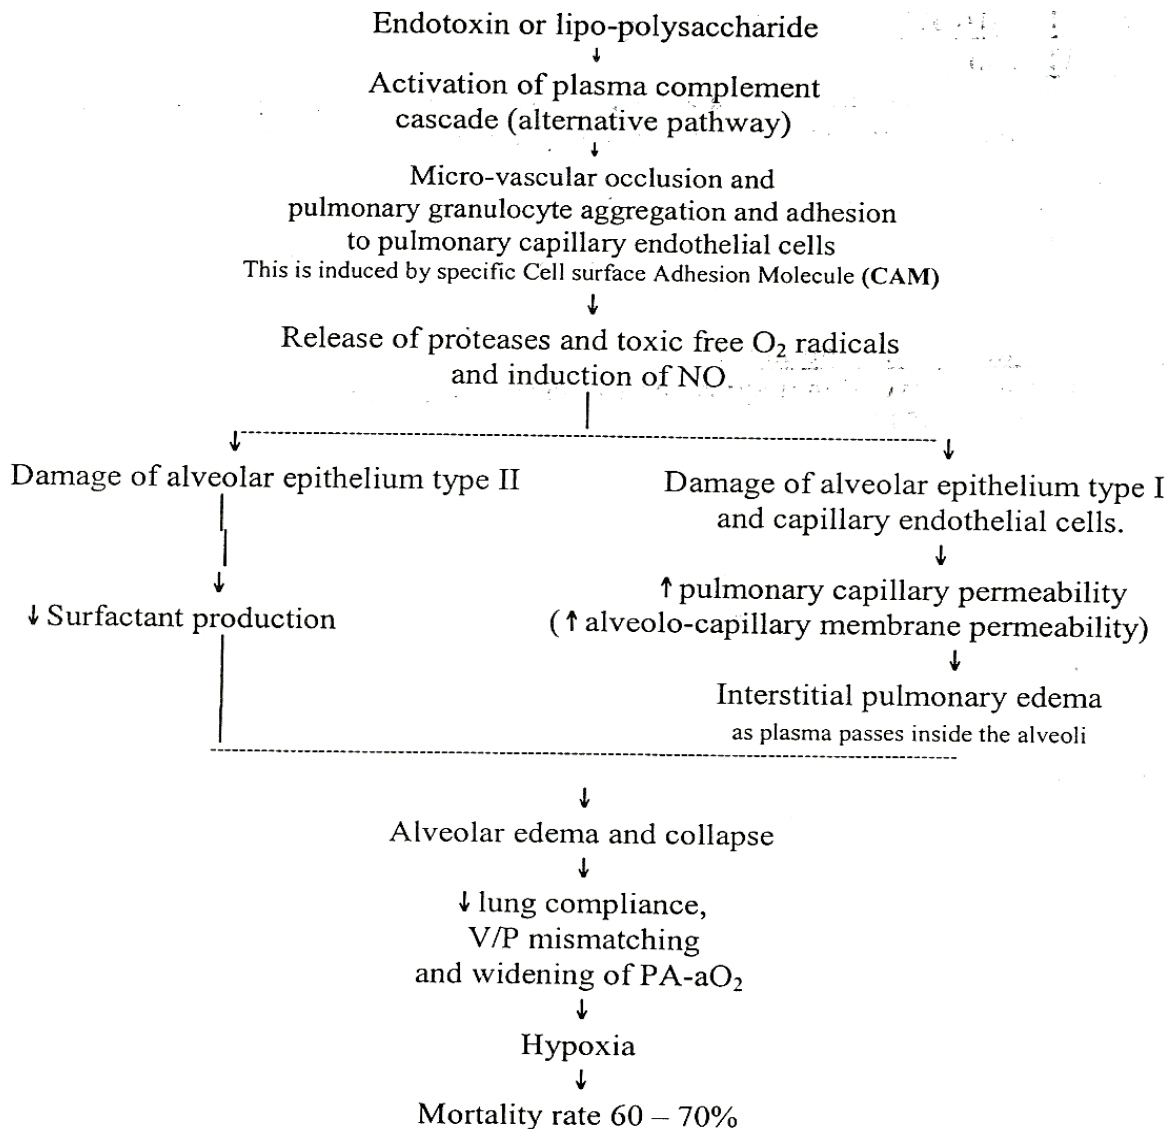 Endotoxin or lipo-polysaccharide
↓
Activation of plasma complement
cascade (alternative pathway)
↓
Micro-vascular occlusion and
pulmonary granulocyte aggregation and adhesion
to pulmonary capillary endothelial cells
This is induced by specific Cell surface Adhesion Molecule (CAM)
↓
Release of proteases and toxic free O₂ radicals
and induction of NO.
↓ ↓
Damage of alveolar epithelium type II
Damage of alveolar epithelium type I
and capillary endothelial cells.
↓
↓
↑ pulmonary capillary permeability
(↑ alveolo-capillary membrane permeability)
↓ Surfactant production
↓
Interstitial pulmonary edema
as plasma passes inside the alveoli
↓
Alveolar edema and collapse
↓
↓ lung compliance,
V/P mismatching
and widening of PA-aO₂
↓
Hypoxia
↓
Mortality rate 60 – 70%